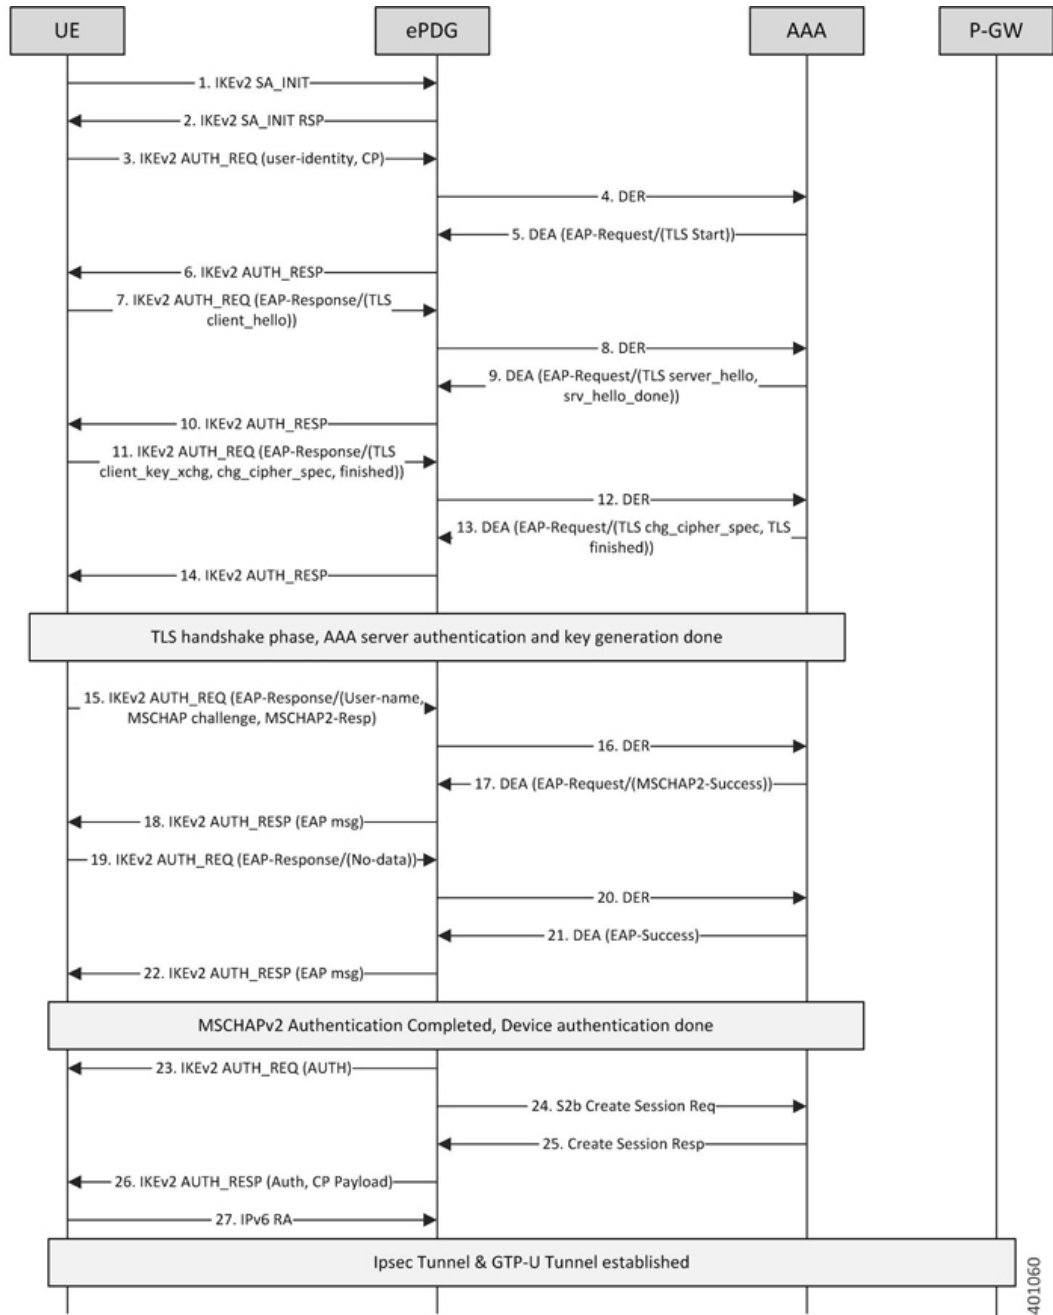 UE
ePDG
AAA
P-GW
1. IKEv2 SA_INIT
2. IKEv2 SA_INIT RSP
3. IKEv2 AUTH_REQ (user-identity, CP)
4. DER
5. DEA (EAP-Request/(TLS Start))
6. IKEv2 AUTH_RESP
7. IKEv2 AUTH_REQ (EAP-Response/(TLS
client_hello))
8. DER
9. DEA (EAP-Request/(TLS server_hello,
srv_hello_done))
10. IKEv2 AUTH_RESP
11. IKEv2 AUTH_REQ (EAP-Response/(TLS
client_key_xchg, chg_cipher_spec, finished))
12. DER
13. DEA (EAP-Request/(TLS chg_cipher_spec, TLS
finished))
14. IKEv2 AUTH_RESP
TLS handshake phase, AAA server authentication and key generation done
15. IKEv2 AUTH_REQ (EAP-Response/(User-name,
MSCHAP challenge, MSCHAP2-Resp)
16. DER
17. DEA (EAP-Request/(MSCHAP2-Success))
18. IKEv2 AUTH_RESP (EAP msg)
19. IKEv2 AUTH_REQ (EAP-Response/(No-data))
20. DER
21. DEA (EAP-Success)
22. IKEv2 AUTH_RESP (EAP msg)
MSCHAPv2 Authentication Completed, Device authentication done
23. IKEv2 AUTH_REQ (AUTH)
24. S2b Create Session Req
25. Create Session Resp
26. IKEv2 AUTH_RESP (Auth, CP Payload)
27. IPv6 RA
Ipsec Tunnel & GTP-U Tunnel established
401060